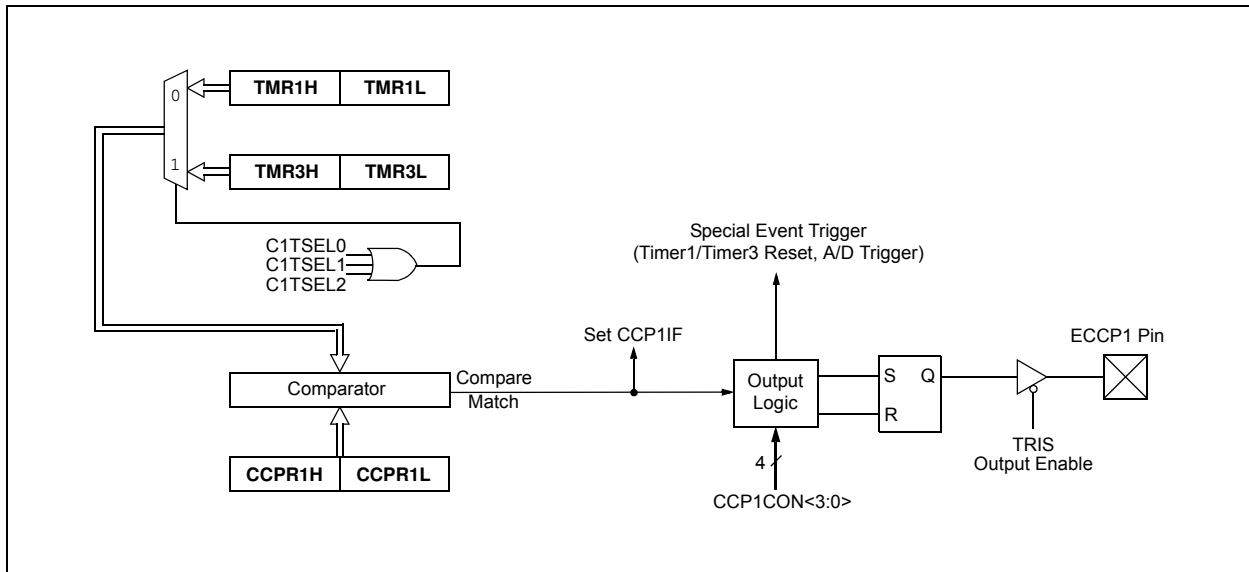 0
TMR1H TMR1L
1
TMR3H TMR3L
C1TSEL0
C1TSEL1
C1TSEL2
Special Event Trigger
(Timer1/Timer3 Reset, A/D Trigger)
Set CCP1IF
ECCP1 Pin
Comparator
Compare
Match
Output
Logic
S Q
R
TRIS
Output Enable
4
CCPR1H CCPR1L
CCP1CON<3:0>